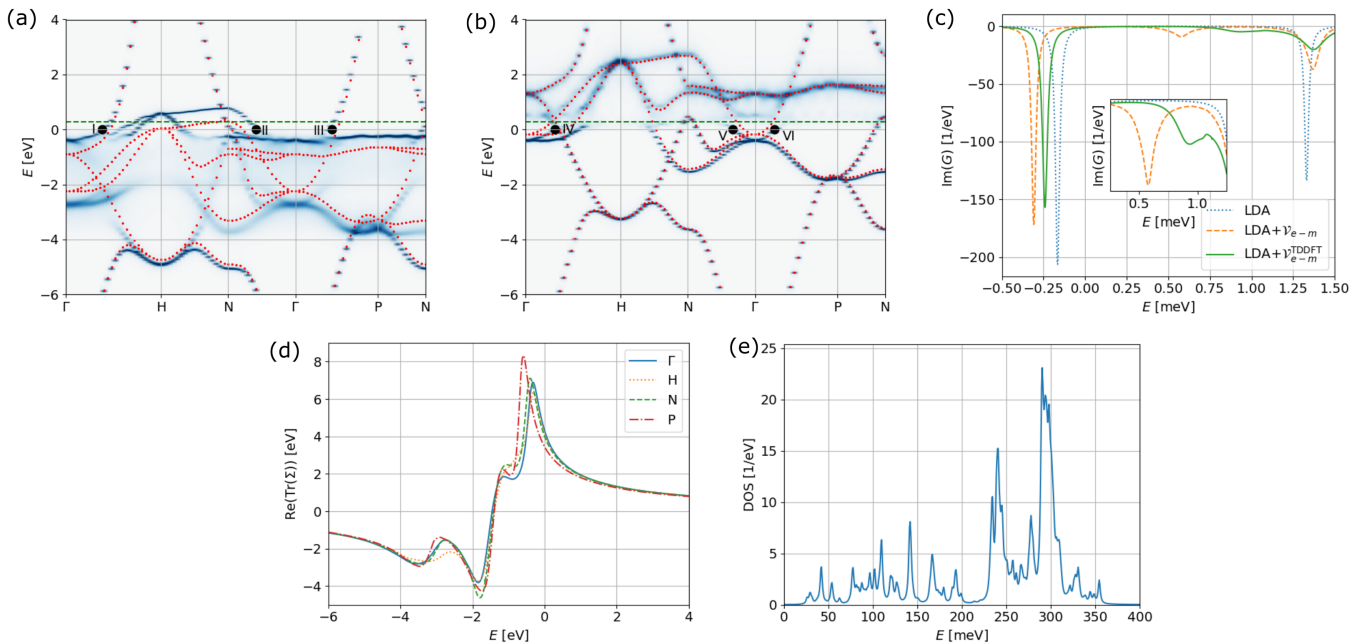 (a)
4
2
0
−2
−4
−6
E [eV]
I
II
III
Γ
H
N
Γ
P
N
(b)
4
2
0
−2
−4
−6
E [eV]
IV
V
VI
Γ
H
N
Γ
P
N
(c)
0
−50
−100
−150
−200
Im(G) [1/eV]
Im(G) [1/eV]
0.5
1.0
E [meV]
LDA
LDA+𝒱e−m
LDA+𝒱e−m^TDDFT
−0.50 −0.25 0.00 0.25 0.50 0.75 1.00 1.25 1.50
E [meV]
(d)
8
6
4
2
0
−2
−4
Re(Tr(Σ)) [eV]
Γ
H
N
P
−6 −4 −2 0 2 4
E [eV]
(e)
25
20
15
10
5
0
DOS [1/eV]
0 50 100 150 200 250 300 350 400
E [meV]